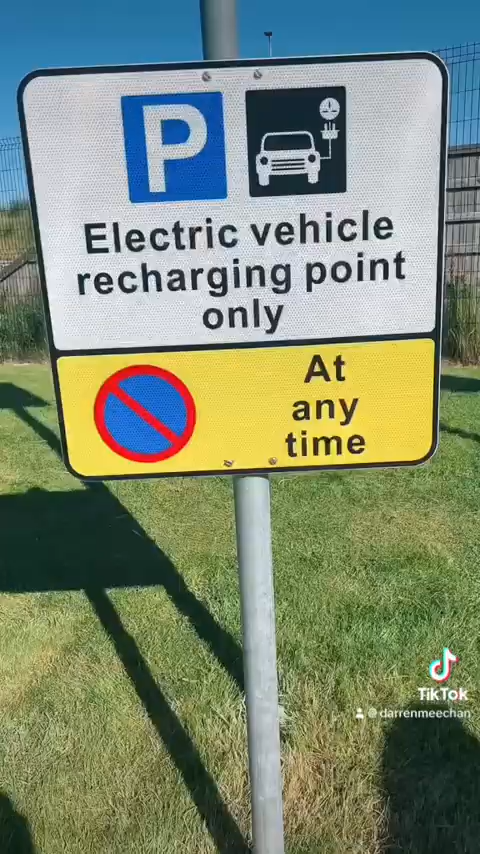 P
Electric vehicle
recharging point
only
At
any
time
TikTok
@darrenmeechan